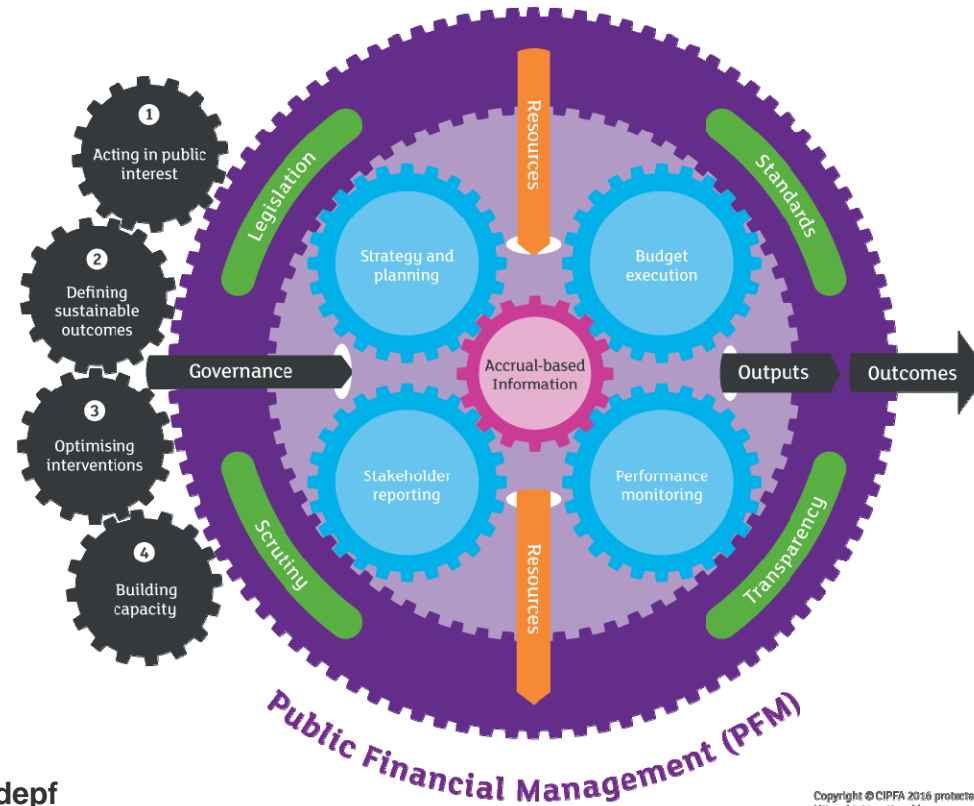 1
Acting in public
interest
2
Defining
sustainable
outcomes
3
Optimising
interventions
4
Building
capacity
Legislation
Resources
Standards
Strategy and
planning
Budget
execution
Governance
Accrual-based
Information
Outputs
Outcomes
Stakeholder
reporting
Performance
monitoring
Scrutiny
Resources
Transparency
Public Financial Management (PFM)
depf
Copyright © CIPFA 2016 protecte